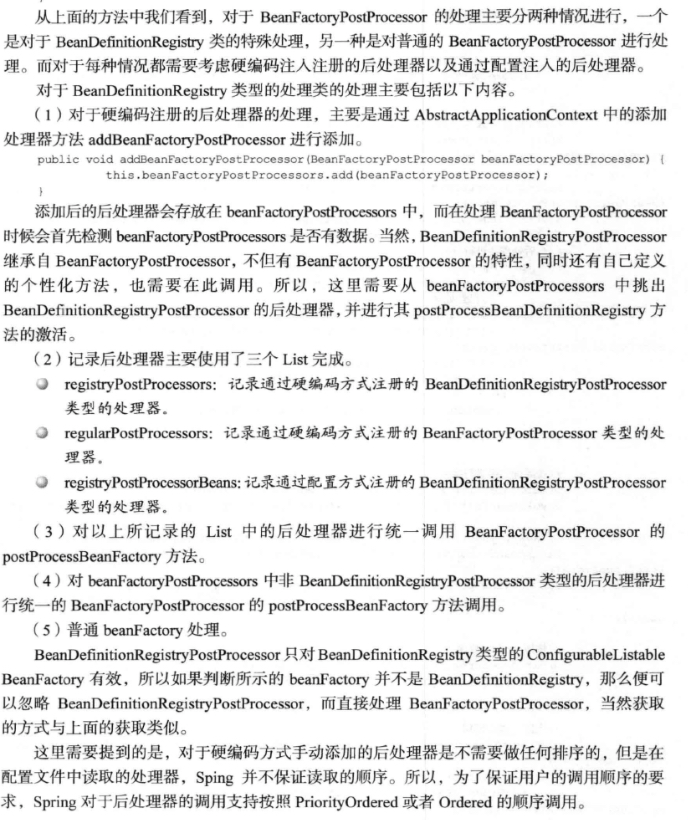 从上面的方法中我们看到，对于 BeanFactoryPostProcessor 的处理主要分两种情况进行，一个
是对于 BeanDefinitionRegistry 类的特殊处理，另一种是对普通的 BeanFactoryPostProcessor 进行处
理。而对于每种情况都需要考虑硬编码注入注册的后处理器以及通过配置注入的后处理器。
对于 BeanDefinitionRegistry 类型的处理类的处理主要包括以下内容。
（1）对于硬编码注册的后处理器的处理，主要是通过 AbstractApplicationContext 中的添加
处理器方法 addBeanFactoryPostProcessor 进行添加。
public void addBeanFactoryPostProcessor(BeanFactoryPostProcessor beanFactoryPostProcessor) {
this.beanFactoryPostProcessors.add(beanFactoryPostProcessor);
}
添加后的后处理器会存放在 beanFactoryPostProcessors 中，而在处理 BeanFactoryPostProcessor
时候会首先检测 beanFactoryPostProcessors 是否有数据。当然，BeanDefinitionRegistryPostProcessor
继承自 BeanFactoryPostProcessor，不但有 BeanFactoryPostProcessor 的特性，同时还有自己定义
的个性化方法，也需要在此调用。所以，这里需要从 beanFactoryPostProcessors 中挑出
BeanDefinitionRegistryPostProcessor 的后处理器，并进行其 postProcessBeanDefinitionRegistry 方
法的激活。
（2）记录后处理器主要使用了三个 List 完成。
registryPostProcessors：记录通过硬编码方式注册的 BeanDefinitionRegistryPostProcessor
类型的处理器。
regularPostProcessors：记录通过硬编码方式注册的 BeanFactoryPostProcessor 类型的处
理器。
registryPostProcessorBeans：记录通过配置方式注册的 BeanDefinitionRegistryPostProcessor
类型的处理器。
（3）对以上所记录的 List 中的后处理器进行统一调用 BeanFactoryPostProcessor 的
postProcessBeanFactory 方法。
（4）对 beanFactoryPostProcessors 中非 BeanDefinitionRegistryPostProcessor 类型的后处理器进
行统一的 BeanFactoryPostProcessor 的 postProcessBeanFactory 方法调用。
（5）普通 beanFactory 处理。
BeanDefinitionRegistryPostProcessor 只对 BeanDefinitionRegistry 类型的 ConfigurableListable
BeanFactory 有效，所以如果判断所示的 beanFactory 并不是 BeanDefinitionRegistry，那么便可
以忽略 BeanDefinitionRegistryPostProcessor，而直接处理 BeanFactoryPostProcessor，当然获取
的方式与上面的获取类似。
这里需要提到的是，对于硬编码方式手动添加的后处理器是不需要做任何排序的，但是在
配置文件中读取的处理器，Sping 并不保证读取的顺序。所以，为了保证用户的调用顺序的要
求，Spring 对于后处理器的调用支持按照 PriorityOrdered 或者 Ordered 的顺序调用。